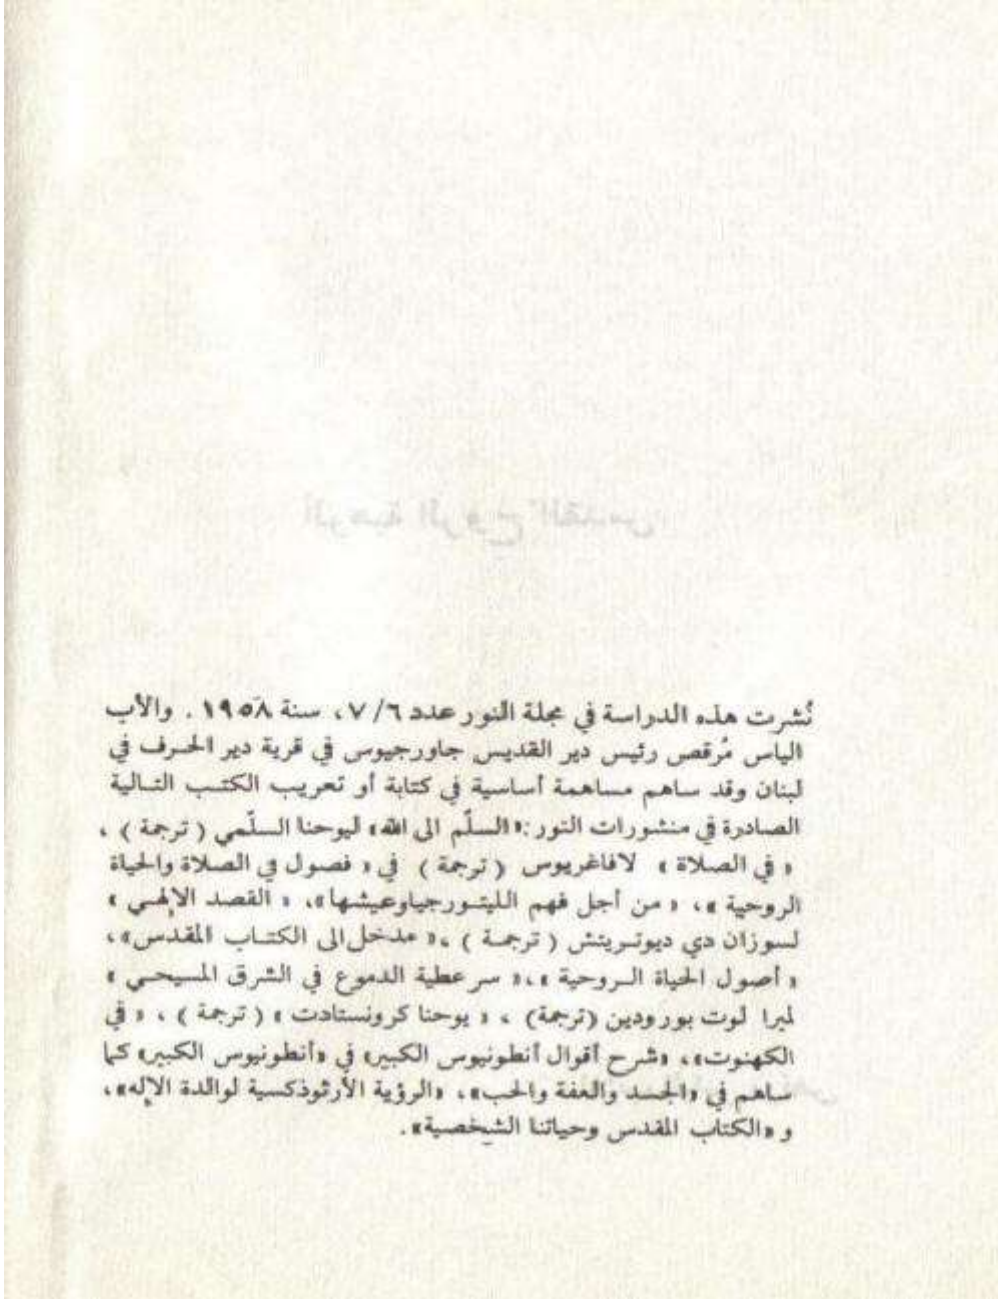 نُشرت هذه الدراسة في مجلة النور عدد ٦/ ٧، سنة ١٩٥٨ . والأب
الياس مُرقص رئيس دير القديس جاورجيوس في قرية دير الحرف في
لبنان وقد ساهم مساهمة أساسية في كتابة أو تعريب الكتب التالية
الصادرة في منشورات النور: «السلّم الى الله» ليوحنا السلّمي ( ترجمة ) ،
« في الصلاة » لافاغريوس ( ترجمة ) في « فصول في الصلاة والحياة
الروحية »، « من أجل فهم الليتورجيا وعيشها»، « القصد الإلهي »
لسوزان دي ديوتريتش ( ترجمة ) ،« مدخل الى الكتاب المقدس»،
« أصول الحياة الروحية »،« سر عطية الدموع في الشرق المسيحي »
لميرا لوت بورودين (ترجمة) ، « يوحنا كرونستادت » ( ترجمة ) ، « في
الكهنوت»، «شرح أقوال أنطونيوس الكبير» في «أنطونيوس الكبير» كما
ساهم في «الجسد والعفة والحب»، «الرؤية الأرثوذكسية لوالدة الإله»،
و «الكتاب المقدس وحياتنا الشخصية».